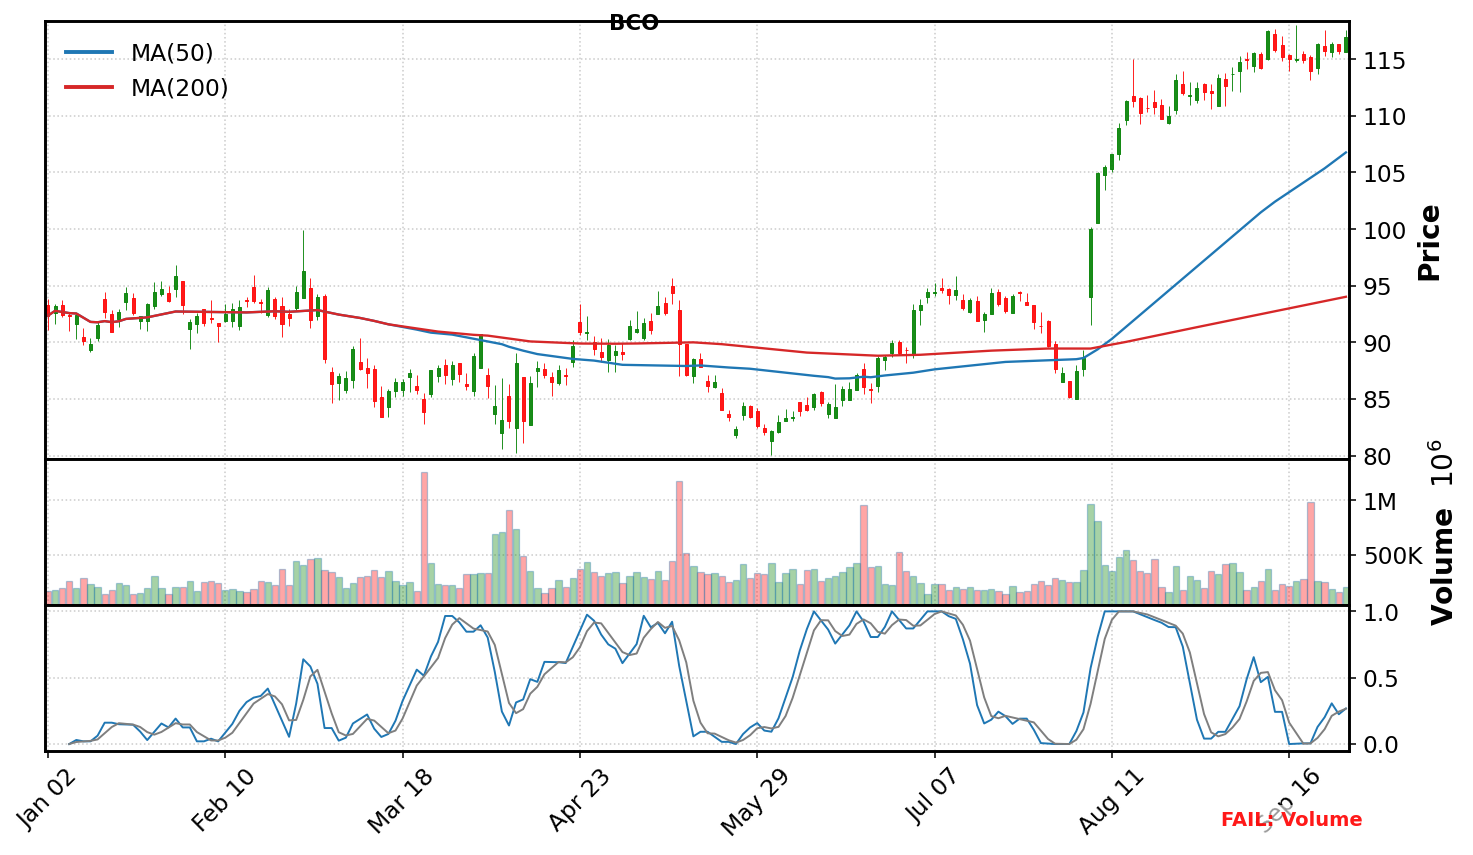 BCO
MA(50)
MA(200)
115
110
105
100
95
90
85
80
Price
1M
500K
Volume 10^6
1.0
0.5
0.0
Jan 02
Feb 10
Mar 18
Apr 23
May 29
Jul 07
Aug 11
Sep 16
FAIL: Volume